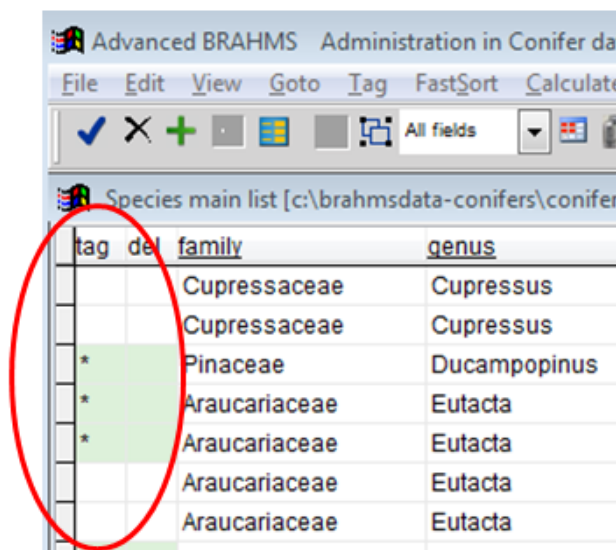 Advanced BRAHMS Administration in Conifer da
File Edit View Goto Tag FastSort Calculate
All fields
Species main list [c:\brahmsdata-conifers\conifer
tag del family genus
Cupressaceae Cupressus
Cupressaceae Cupressus
* Pinaceae Ducampopinus
* Araucariaceae Eutacta
* Araucariaceae Eutacta
Araucariaceae Eutacta
Araucariaceae Eutacta